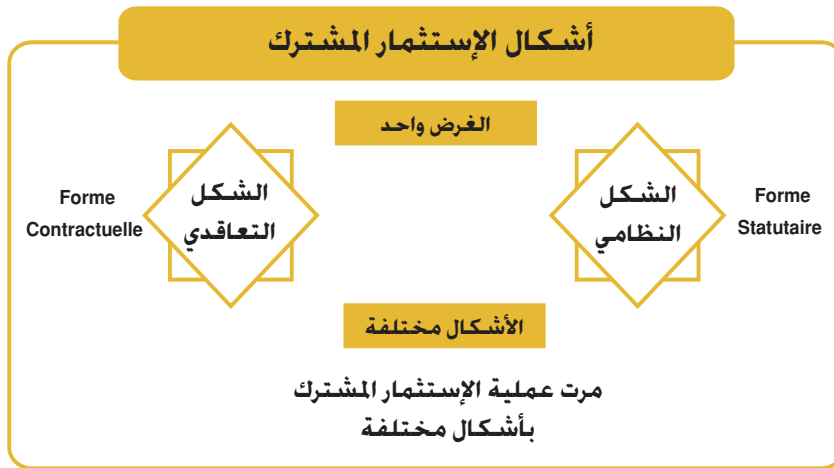 أشكال الإستثمار المشترك
الغرض واحد
الشكل
النظامي
Forme
Statutaire
الشكل
التعاقدي
Forme
Contractuelle
الأشكال مختلفة
مرت عملية الإستثمار المشترك
بأشكال مختلفة